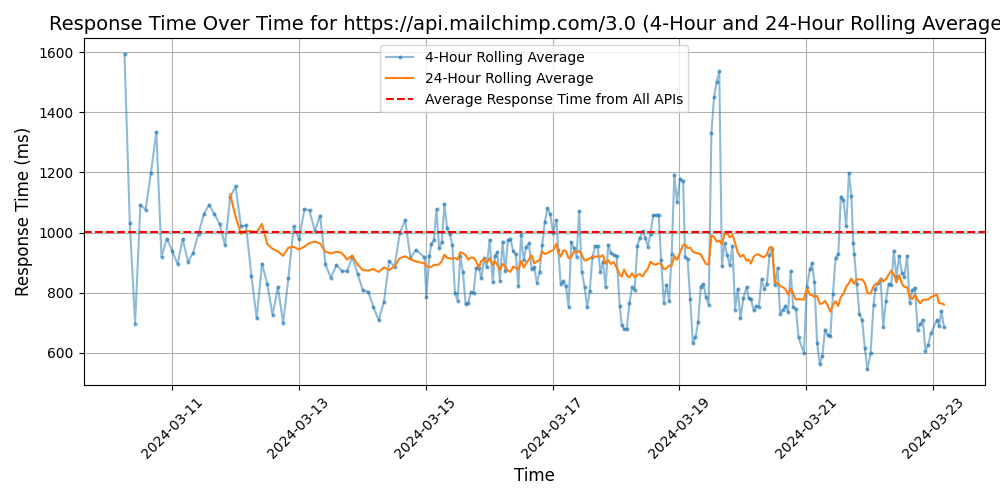 Response Time Over Time for https://api.mailchimp.com/3.0 (4-Hour and 24-Hour Rolling Average
4-Hour Rolling Average
24-Hour Rolling Average
Average Response Time from All APIs
Response Time (ms)
1600
1400
1200
1000
800
600
2024-03-11
2024-03-13
2024-03-15
2024-03-17
2024-03-19
2024-03-21
2024-03-23
Time